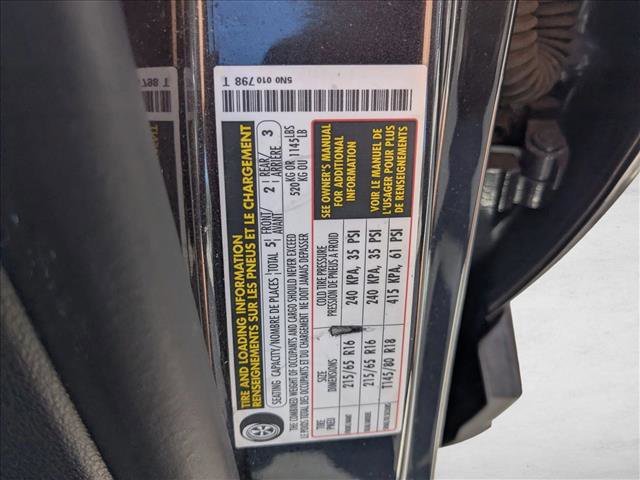 5N0 010 798 T
TIRE AND LOADING INFORMATION
RENSEIGNEMENTS SUR LES PNEUS ET LE CHARGEMENT
SEATING CAPACITY/NOMBRE DE PLACES TOTAL 5 FRONT/AVANT 2 REAR/ARRIÈRE 3
THE COMBINED WEIGHT OF OCCUPANTS AND CARGO SHOULD NEVER EXCEED 520 KG OR 1145 LBS
LE POIDS TOTAL DES OCCUPANTS ET DU CHARGEMENT NE DOIT JAMAIS DEPASSER 520 KG OU 1145 LB
TIRE SIZE COLD TIRE PRESSURE
PNEU DIMENSIONS PRESSION DE PNEUS A FROID
215/65 R16 240 KPA, 35 PSI
215/65 R16 240 KPA, 35 PSI
T145/80 R18 415 KPA, 61 PSI
SEE OWNER'S MANUAL
FOR ADDITIONAL
INFORMATION
VOIR LE MANUEL DE
L'USAGER POUR PLUS
DE RENSEIGNEMENTS